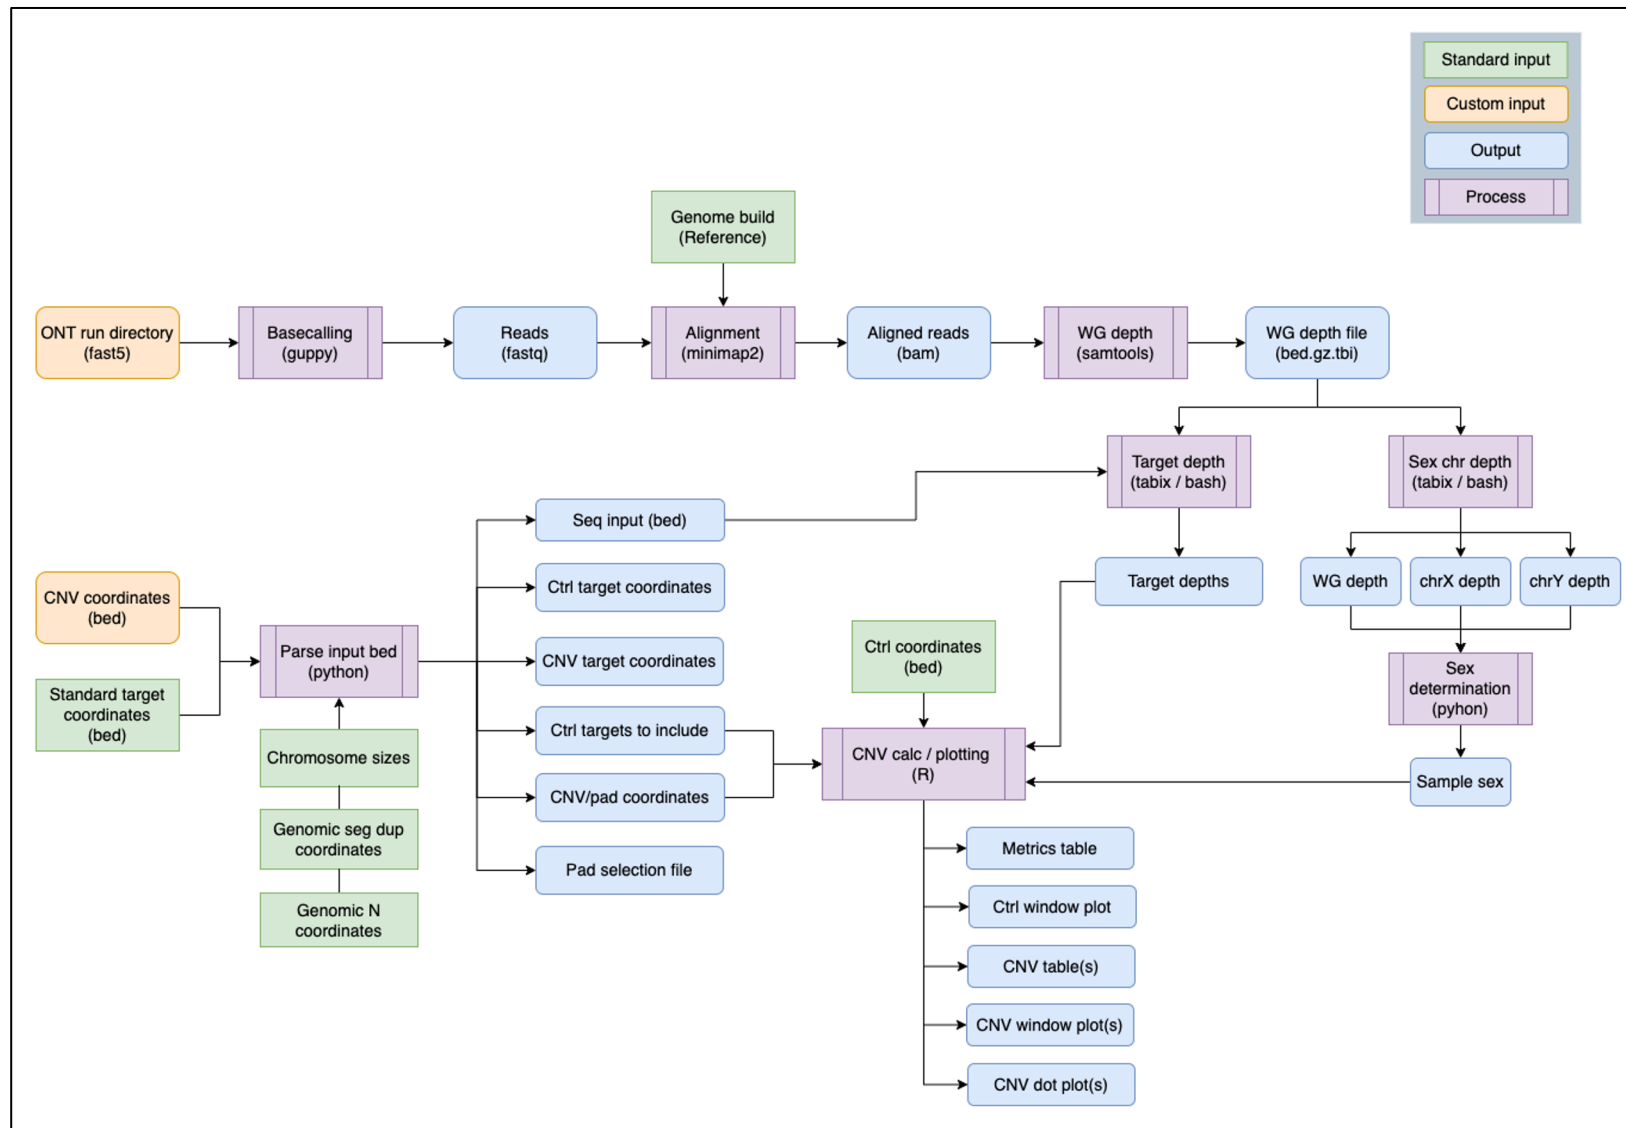 Standard input
Custom input
Output
Process
Genome build
(Reference)
ONT run directory
(fast5)
Basecalling
(guppy)
Reads
(fastq)
Alignment
(minimap2)
Aligned reads
(bam)
WG depth
(samtools)
WG depth file
(bed.gz.tbi)
Target depth
(tabix / bash)
Sex chr depth
(tabix / bash)
Seq input (bed)
Ctrl target coordinates
CNV target coordinates
Ctrl targets to include
CNV/pad coordinates
Pad selection file
CNV coordinates
(bed)
Standard target
coordinates
(bed)
Parse input bed
(python)
Chromosome sizes
Genomic seg dup
coordinates
Genomic N
coordinates
Target depths
WG depth
chrX depth
chrY depth
Ctrl coordinates
(bed)
Sex
determination
(pyhon)
CNV calc / plotting
(R)
Sample sex
Metrics table
Ctrl window plot
CNV table(s)
CNV window plot(s)
CNV dot plot(s)